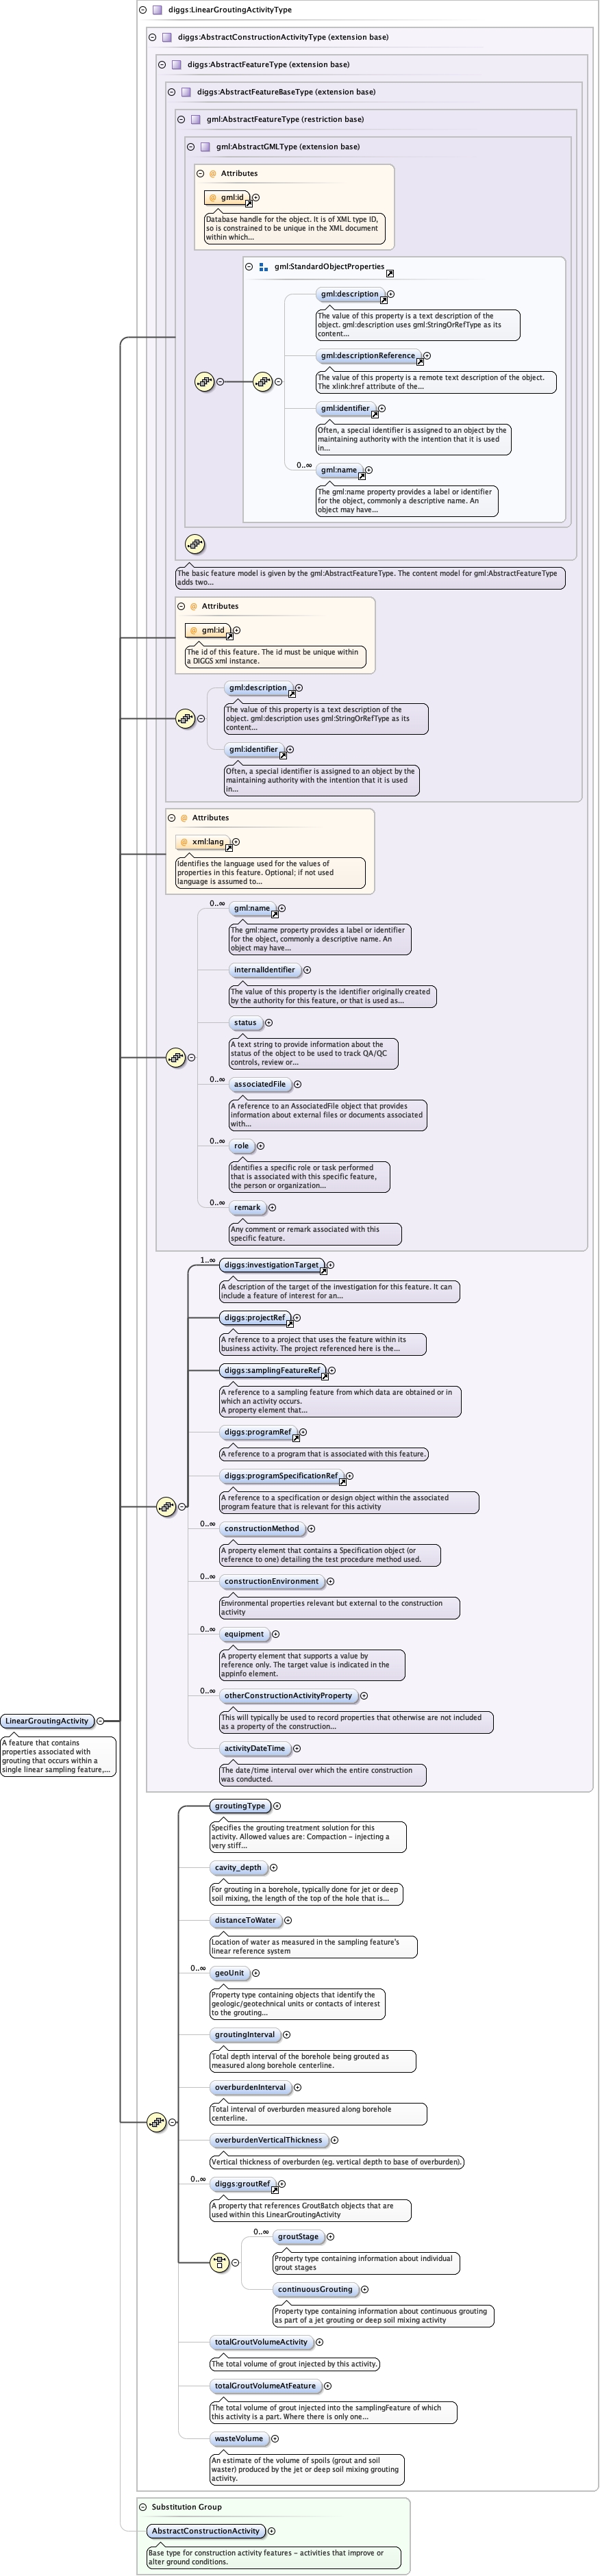 diggs:LinearGroutingActivityType
diggs:AbstractConstructionActivityType (extension base)
diggs:AbstractFeatureType (extension base)
diggs:AbstractFeatureBaseType (extension base)
gml:AbstractFeatureType (restriction base)
gml:AbstractGMLType (extension base)
@ Attributes
@ gml:id
Database handle for the object. It is of XML type ID,
so is constrained to be unique in the XML document
within which...
gml:StandardObjectProperties
gml:description
The value of this property is a text description of the
object. gml:description uses gml:StringOrRefType as its
content...
gml:descriptionReference
The value of this property is a remote text description of the object.
The xlink:href attribute of the...
gml:identifier
Often, a special identifier is assigned to an object by the
maintaining authority with the intention that it is used
in...
0..∞
gml:name
The gml:name property provides a label or identifier
for the object, commonly a descriptive name. An
object may have...
The basic feature model is given by the gml:AbstractFeatureType. The content model for gml:AbstractFeatureType
adds two...
@ Attributes
@ gml:id
The id of this feature. The id must be unique within
a DIGGS xml instance.
gml:description
The value of this property is a text description of the
object. gml:description uses gml:StringOrRefType as its
content...
gml:identifier
Often, a special identifier is assigned to an object by the
maintaining authority with the intention that it is used
in...
@ Attributes
@ xml:lang
Identifies the language used for the values of
properties in this feature. Optional; if not used
language is assumed to...
0..∞
gml:name
The gml:name property provides a label or identifier
for the object, commonly a descriptive name. An
object may have...
internalIdentifier
The value of this property is the identifier originally created
by the authority for this feature, or that is used as...
status
A text string to provide information about the
status of the object to be used to track QA/QC
controls, review or...
0..∞
associatedFile
A reference to an AssociatedFile object that provides
information about external files or documents associated
with...
0..∞
role
Identifies a specific role or task performed
that is associated with this specific feature,
the person or organization...
0..∞
remark
Any comment or remark associated with this
specific feature.
1..∞
diggs:investigationTarget
A description of the target of the investigation for this feature. It can
include a feature of interest for an...
diggs:projectRef
A reference to a project that uses the feature within its
business activity. The project referenced here is the...
diggs:samplingFeatureRef
A reference to a sampling feature from which data are obtained or in
which an activity occurs.
A property element that...
diggs:programRef
A reference to a program that is associated with this feature.
diggs:programSpecificationRef
A reference to a specification or design object within the associated
program feature that is relevant for this activity
0..∞
constructionMethod
A property element that contains a Specification object (or
reference to one) detailing the test procedure method used.
0..∞
constructionEnvironment
Environmental properties relevant but external to the construction
activity
0..∞
equipment
A property element that supports a value by
reference only. The target value is indicated in the
appinfo element.
0..∞
otherConstructionActivityProperty
This will typically be used to record properties that otherwise are not included
as a property of the construction...
LinearGroutingActivity
A feature that contains
properties associated with
grouting that occurs within a
single linear sampling feature,...
activityDateTime
The date/time interval over which the entire construction
was conducted.
groutingType
Specifies the grouting treatment solution for this
activity. Allowed values are: Compaction - injecting a
very stiff...
cavity_depth
For grouting in a borehole, typically done for jet or deep
soil mixing, the length of the top of the hole that is...
distanceToWater
Location of water as measured in the sampling feature's
linear reference system
0..∞
geoUnit
Property type containing objects that identify the
geologic/geotechnical units or contacts of interest
to the grouting...
groutingInterval
Total depth interval of the borehole being grouted as
measured along borehole centerline.
overburdenInterval
Total interval of overburden measured along borehole
centerline.
overburdenVerticalThickness
Vertical thickness of overburden (eg. vertical depth to base of overburden).
0..∞
diggs:groutRef
A property that references GroutBatch objects that are
used within this LinearGroutingActivity
0..∞
groutStage
Property type containing information about individual
grout stages
continuousGrouting
Property type containing information about continuous grouting
as part of a jet grouting or deep soil mixing activity
totalGroutVolumeActivity
The total volume of grout injected by this activity.
totalGroutVolumeAtFeature
The total volume of grout injected into the samplingFeature of which
this activity is a part. Where there is only one...
wasteVolume
An estimate of the volume of spoils (grout and soil
waster) produced by the jet or deep soil mixing grouting
activity.
Substitution Group
AbstractConstructionActivity
Base type for construction activity features - activities that improve or
alter ground conditions.